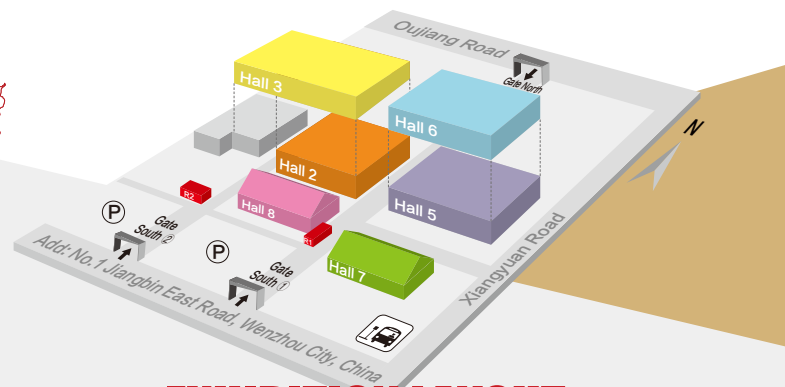 Oujiang Road
Gate North
N
Hall 3
Hall 6
Hall 2
Hall 5
R2
Hall 8
P
Gate
South ②
R1
P
Gate
South ①
Hall 7
Xiangyuan Road
Add: No.1 Jiangbin East Road, Wenzhou City, China